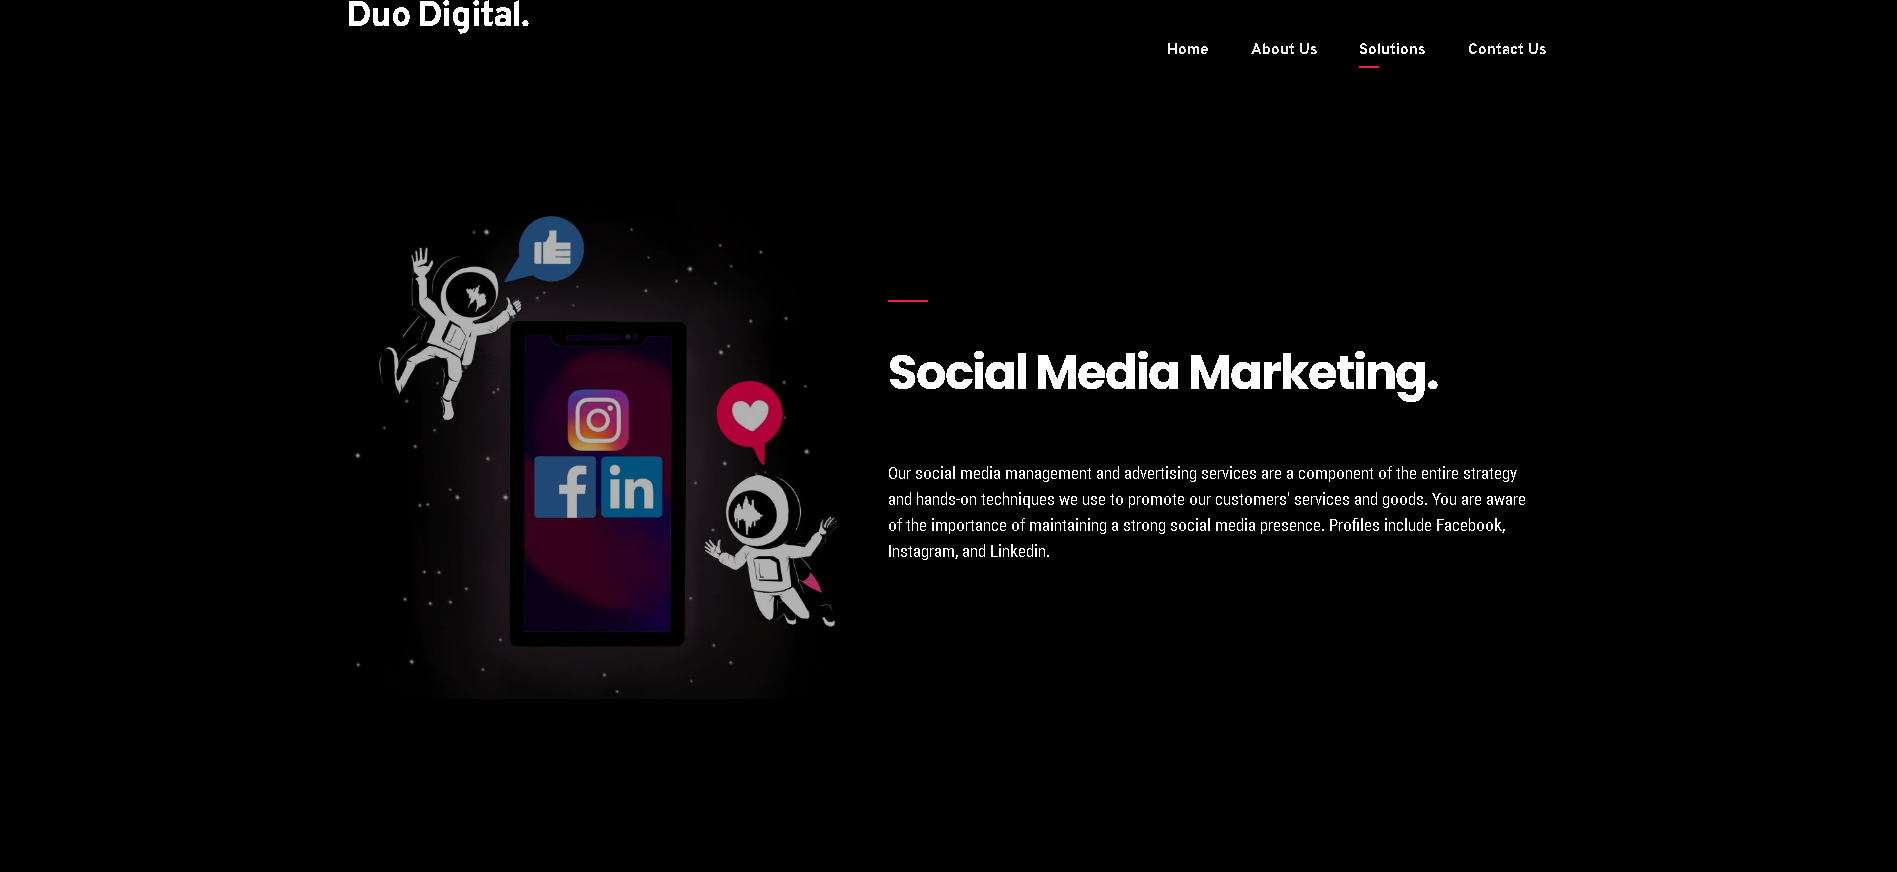 Duo Digital.
Home About Us Solutions Contact Us
Social Media Marketing.
Our social media management and advertising services are a component of the entire strategy
and hands-on techniques we use to promote our customers' services and goods. You are aware
of the importance of maintaining a strong social media presence. Profiles include Facebook,
Instagram, and Linkedin.
f in